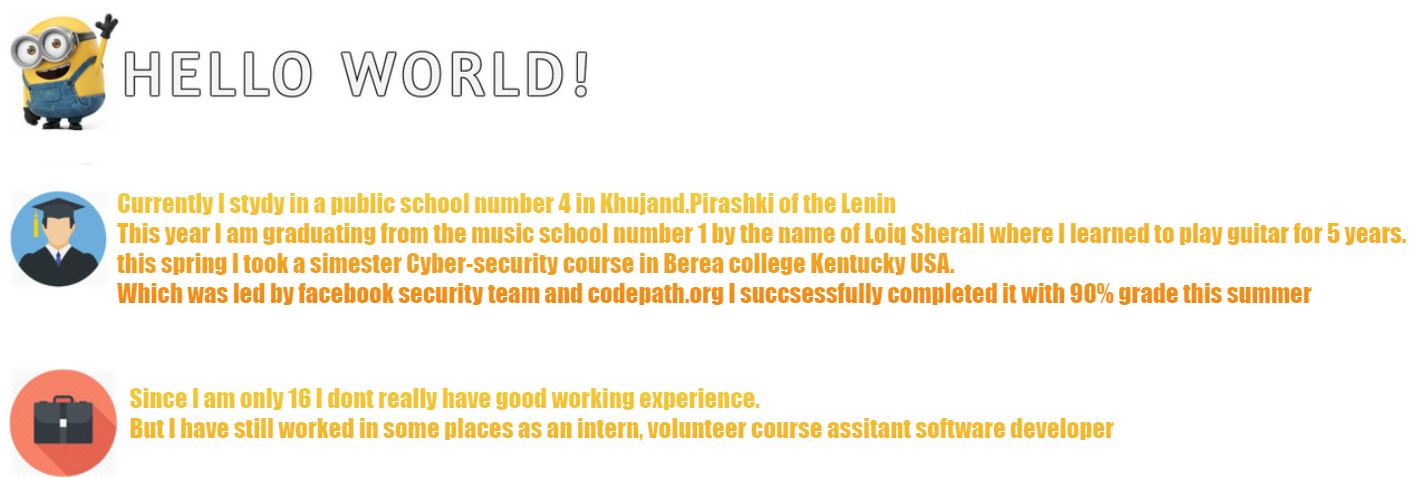 HELLO WORLD!
Currently I stydy in a public school number 4 in Khujand.Pirashki of the Lenin
This year I am graduating from the music school number 1 by the name of Loiq Sherali where I learned to play guitar for 5 years.
this spring I took a simester Cyber-security course in Berea college Kentucky USA.
Which was led by facebook security team and codepath.org I succsessfully completed it with 90% grade this summer
Since I am only 16 I dont really have good working experience.
But I have still worked in some places as an intern, volunteer course assitant software developer